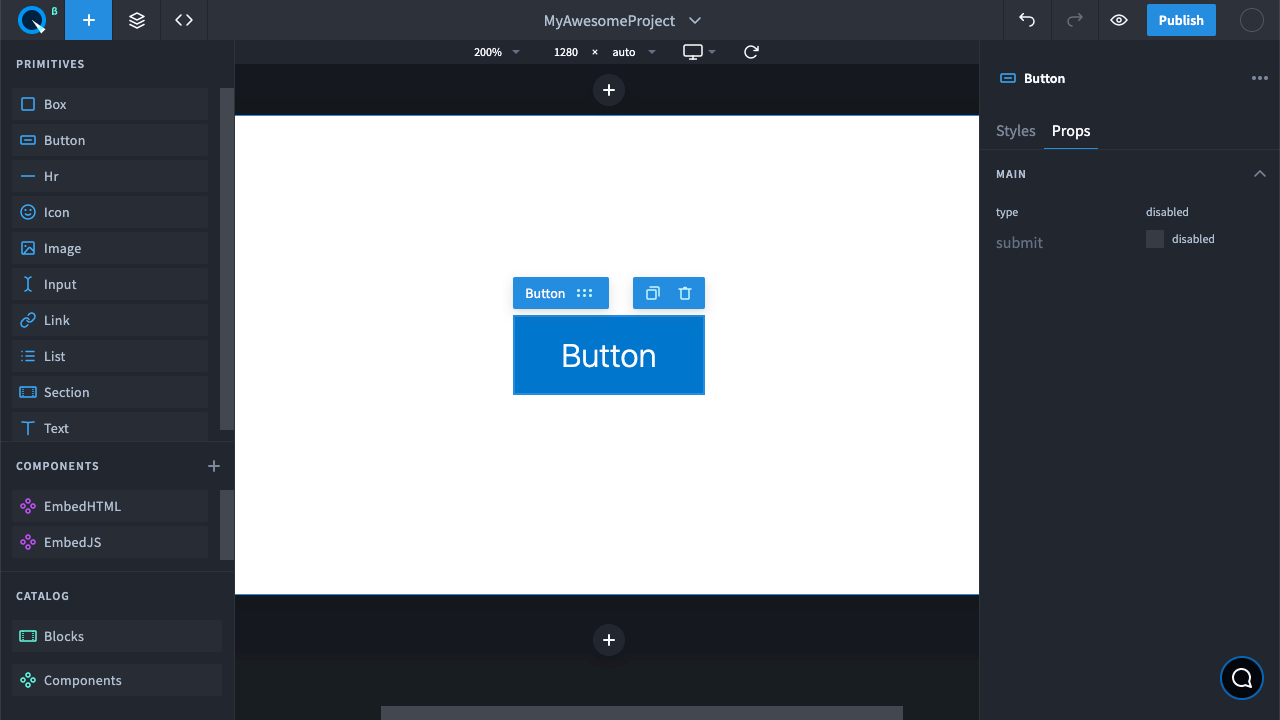 β
MyAwesomeProject
Publish
PRIMITIVES
Box
Button
Hr
Icon
Image
Input
Link
List
Section
Text
COMPONENTS
EmbedHTML
EmbedJS
CATALOG
Blocks
Components
200% 1280 × auto
Button
Button
Button
Styles Props
MAIN
type disabled
submit disabled